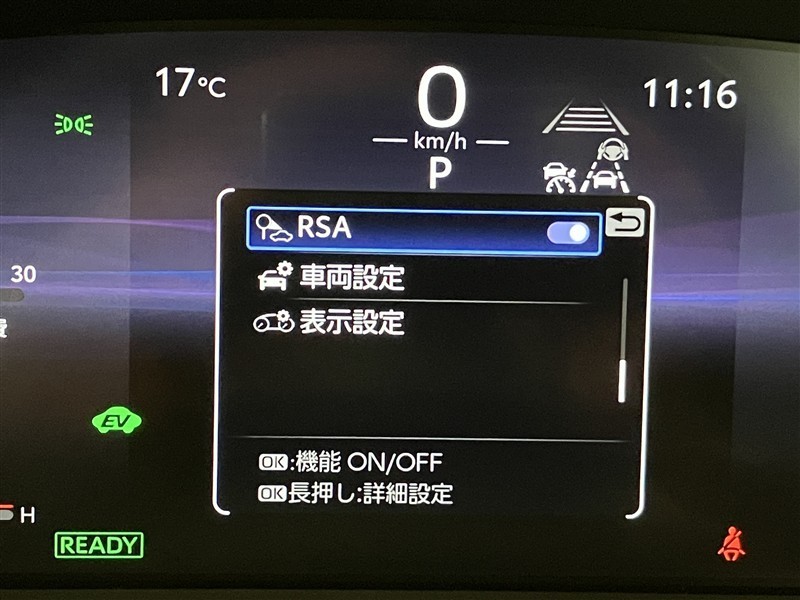 17℃
0
km/h
P
11:16
RSA
車両設定
表示設定
OK:機能 ON/OFF
OK長押し:詳細設定
30
EV
H
READY